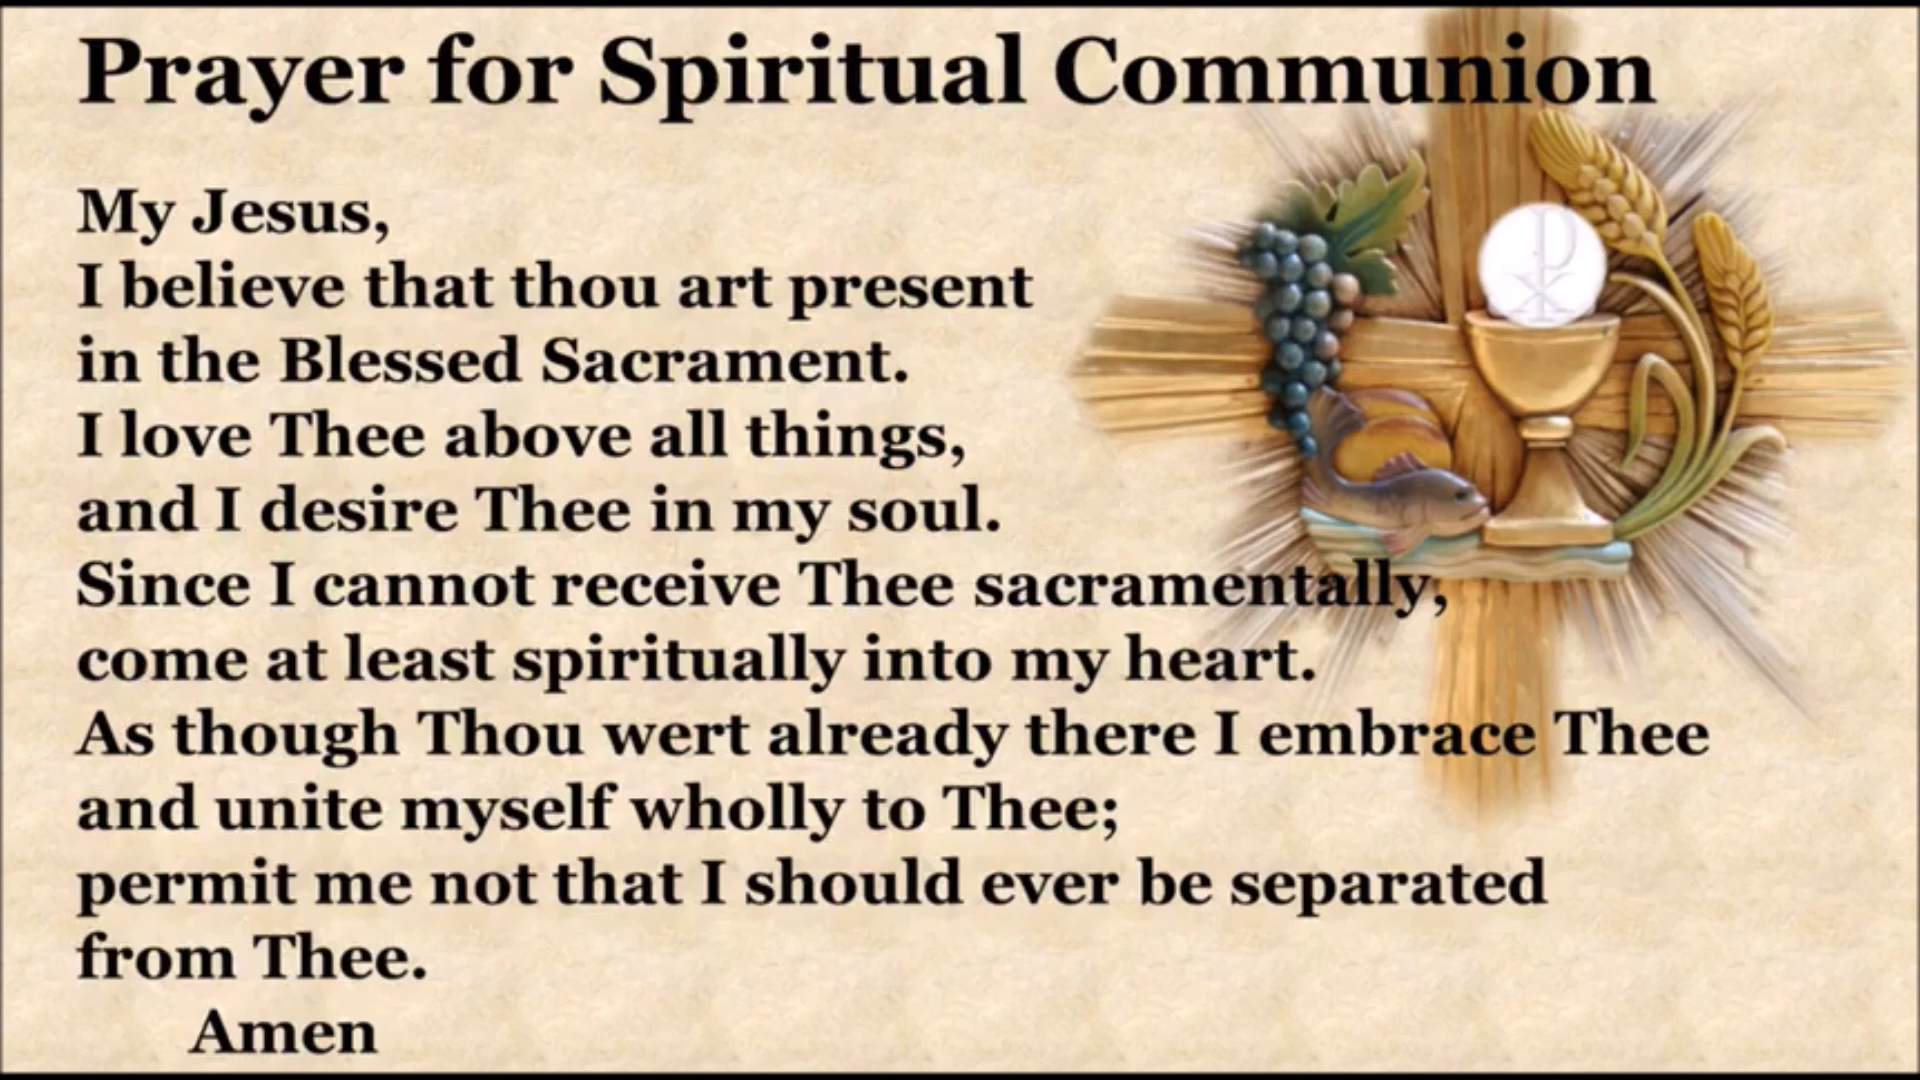 Prayer for Spiritual Communion
My Jesus,
I believe that thou art present
in the Blessed Sacrament.
I love Thee above all things,
and I desire Thee in my soul.
Since I cannot receive Thee sacramentally,
come at least spiritually into my heart.
As though Thou wert already there I embrace Thee
and unite myself wholly to Thee;
permit me not that I should ever be separated
from Thee.
Amen